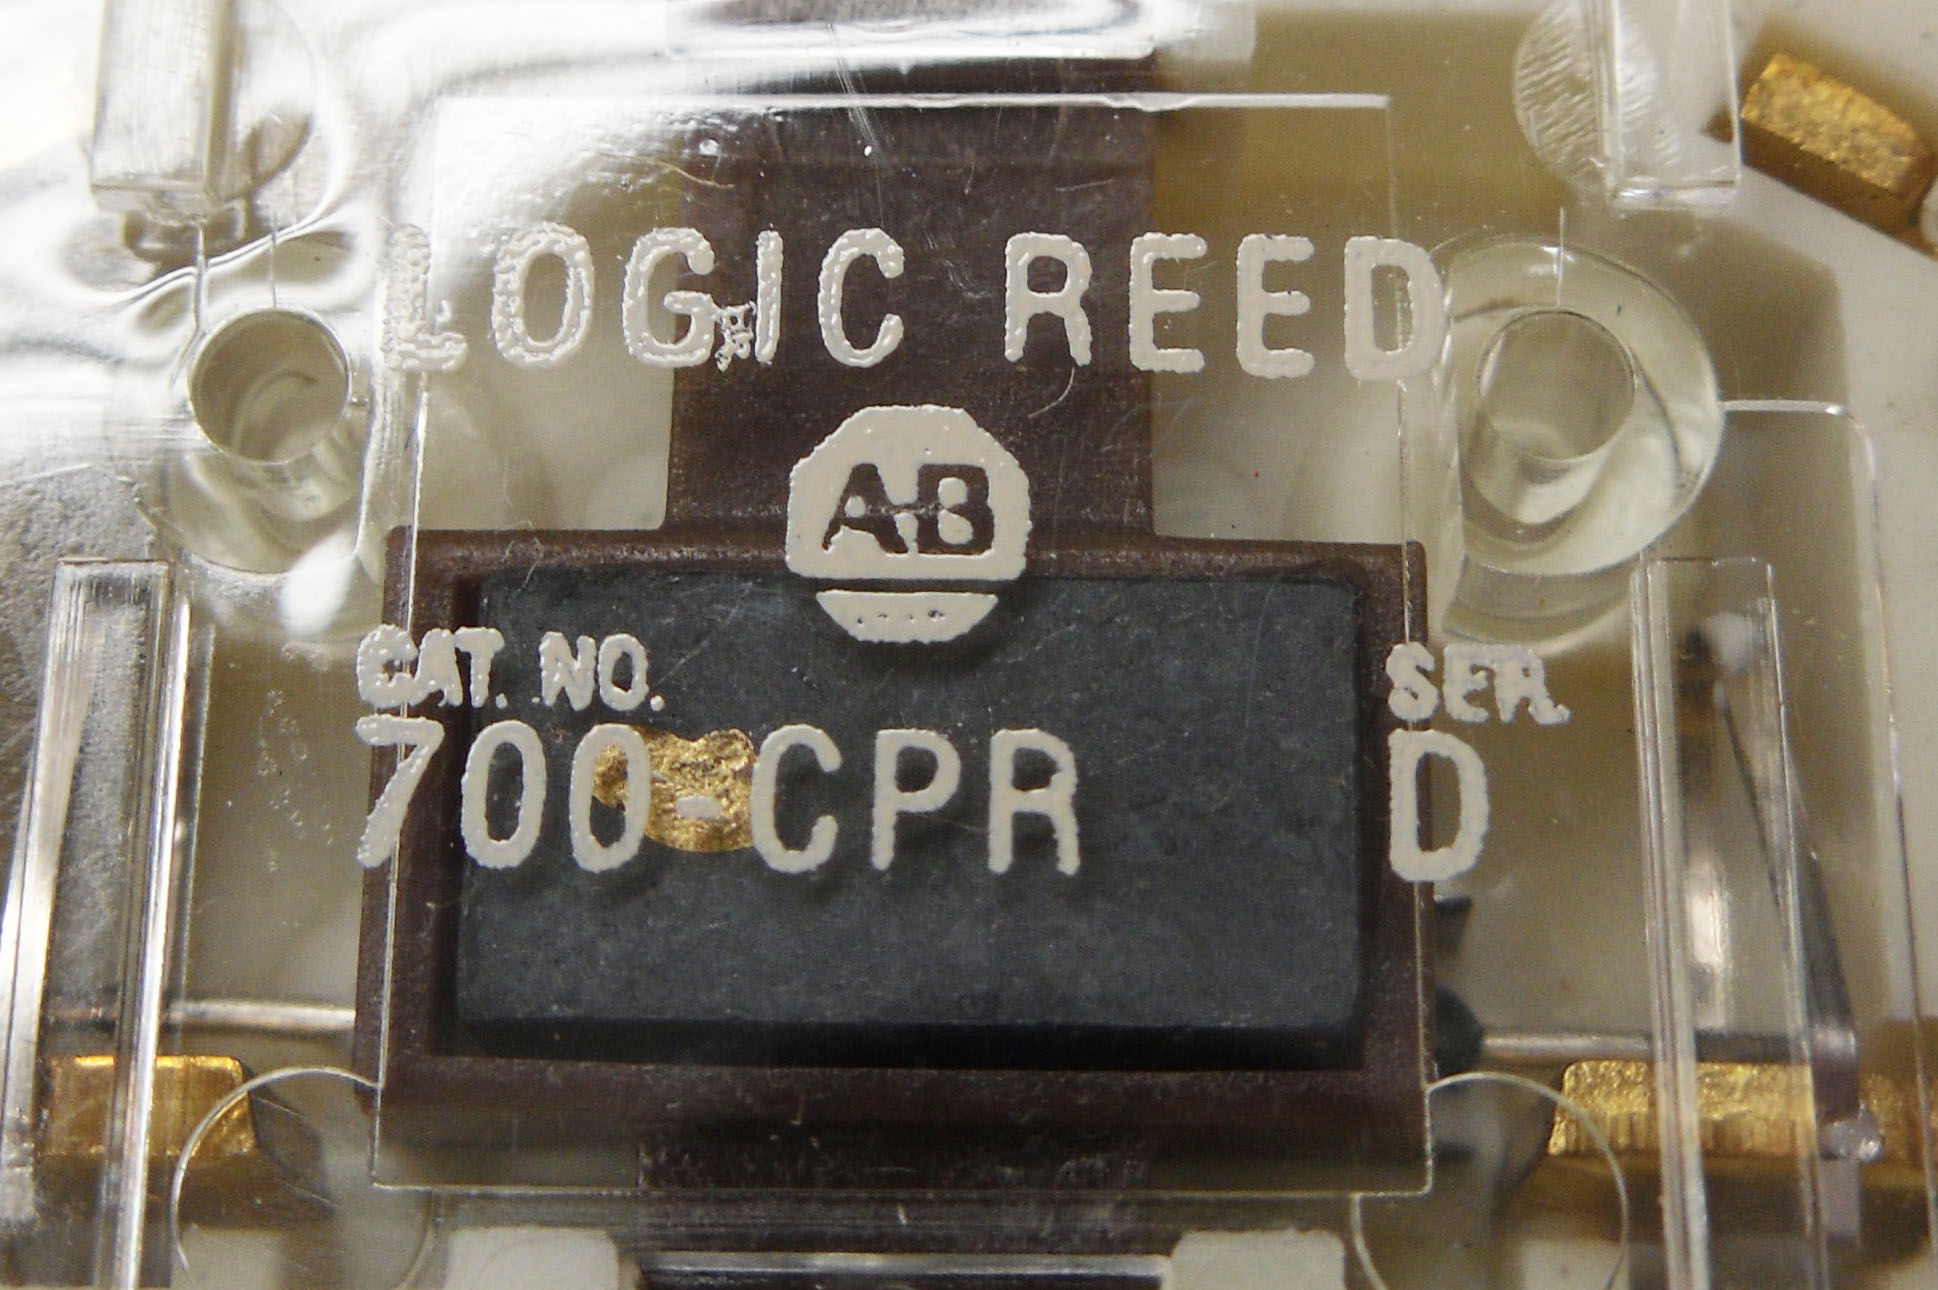 LOGIC REED
AB
CAT. NO. SER.
700-CPR D